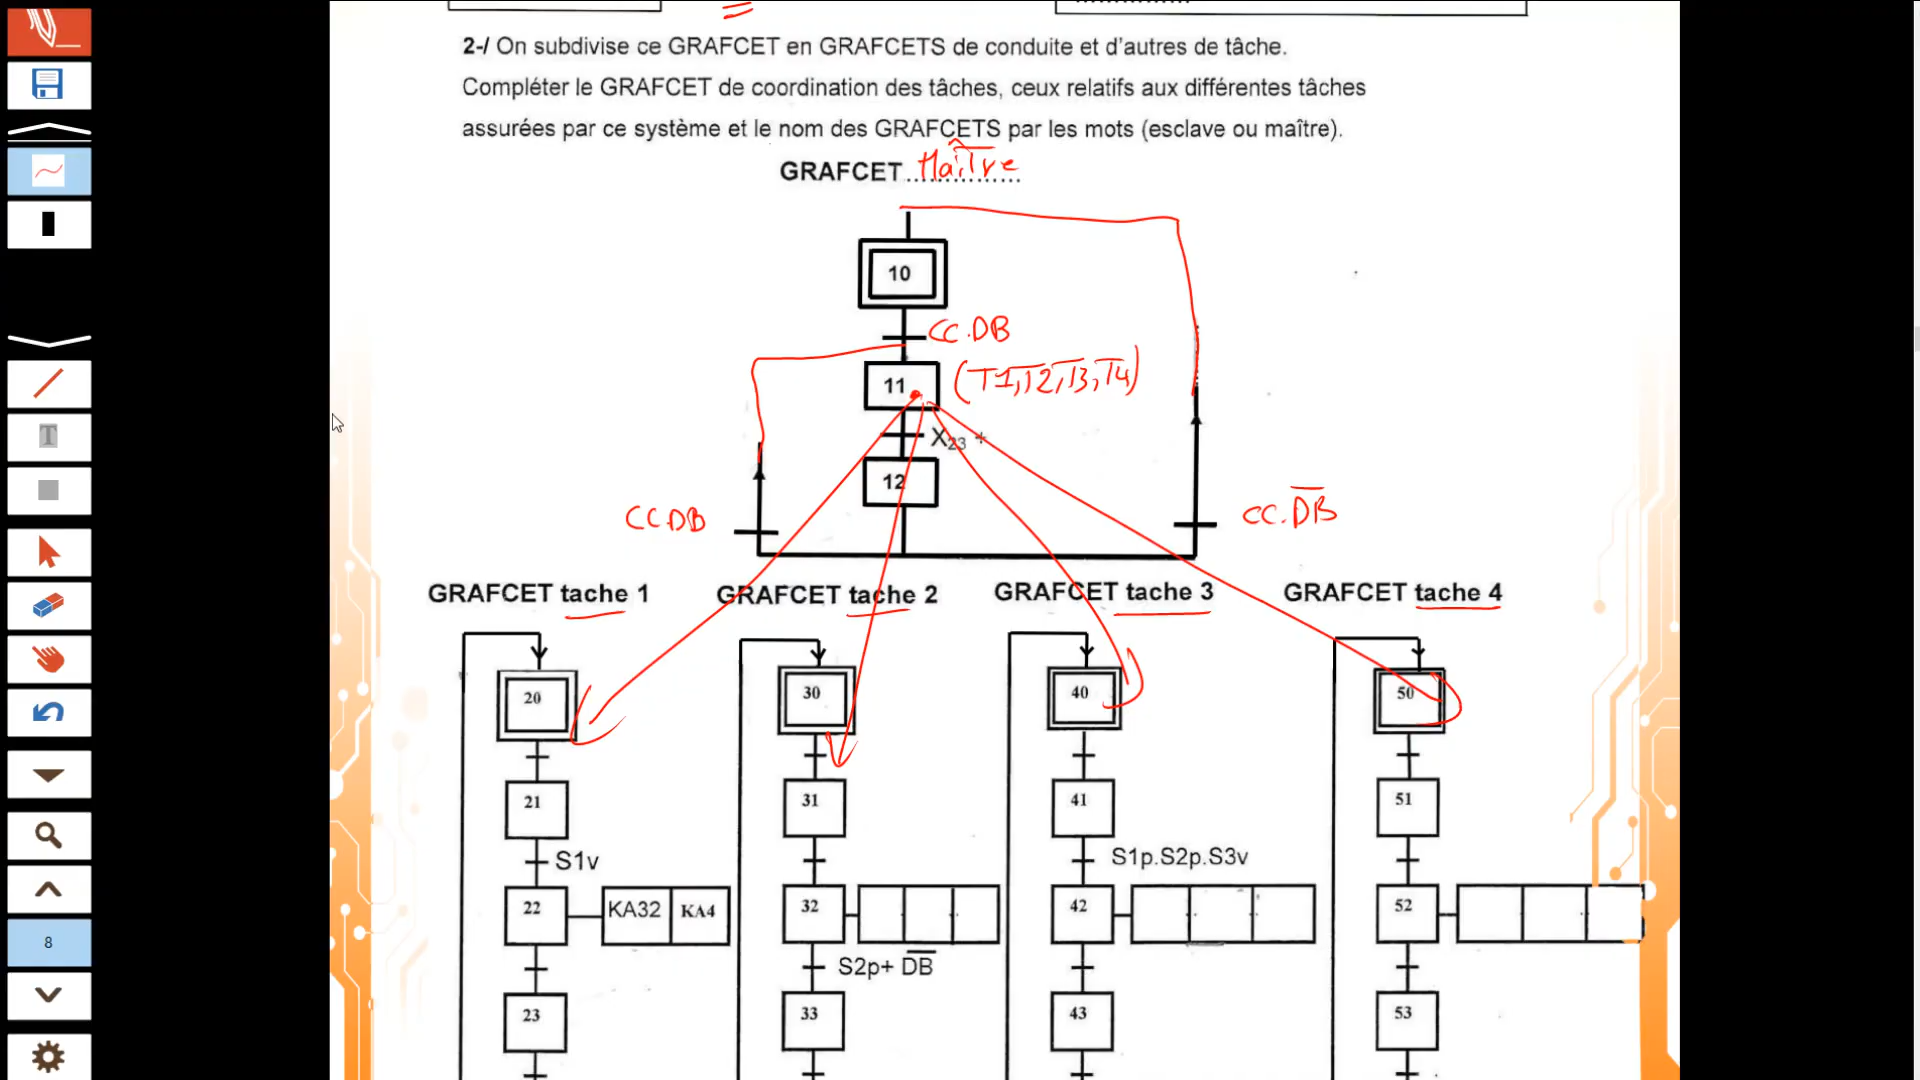 2-/ On subdivise ce GRAFCET en GRAFCETS de conduite et d'autres de tâche.
Compléter le GRAFCET de coordination des tâches, ceux relatifs aux différentes tâches
assurées par ce système et le nom des GRAFCETS par les mots (esclave ou maître).
GRAFCET Maître
10
CC.DB
11 (T1,T2,T3,T4)
X23 +
12
CC.DB
CC.D̅B̅
GRAFCET tache 1 GRAFCET tache 2 GRAFCET tache 3 GRAFCET tache 4
20 30 40 50
21 31 41 51
S1v S1p.S2p.S3v
22 KA32 KA4 32 42 52
S2p+ D̅B̅
23 33 43 53
T
8